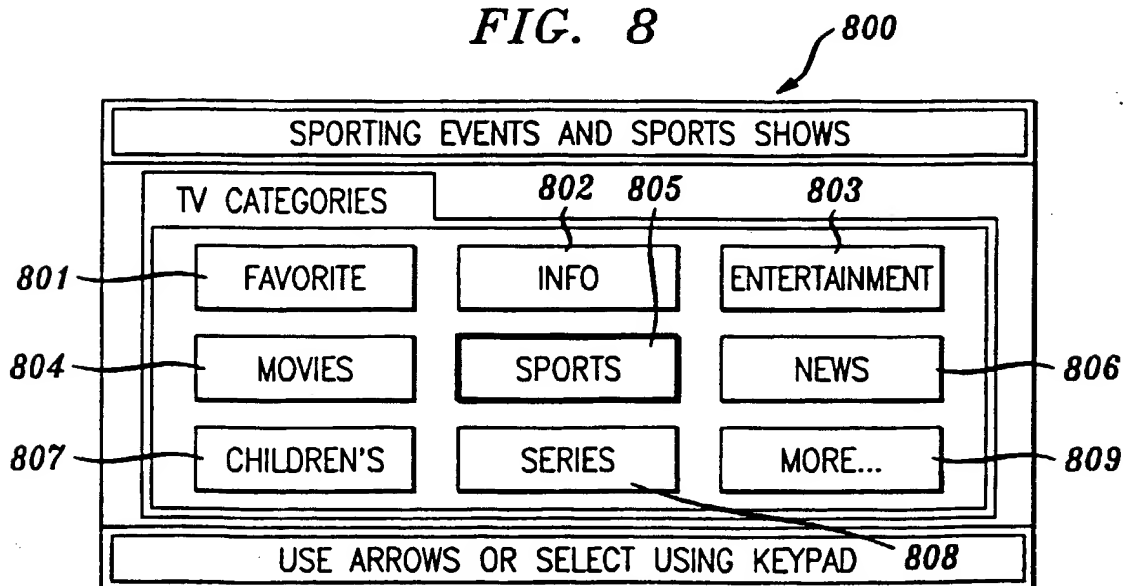 FIG. 8
800
SPORTING EVENTS AND SPORTS SHOWS
TV CATEGORIES
802 805 803
801 FAVORITE INFO ENTERTAINMENT
804 MOVIES SPORTS NEWS 806
807 CHILDREN'S SERIES MORE... 809
USE ARROWS OR SELECT USING KEYPAD 808